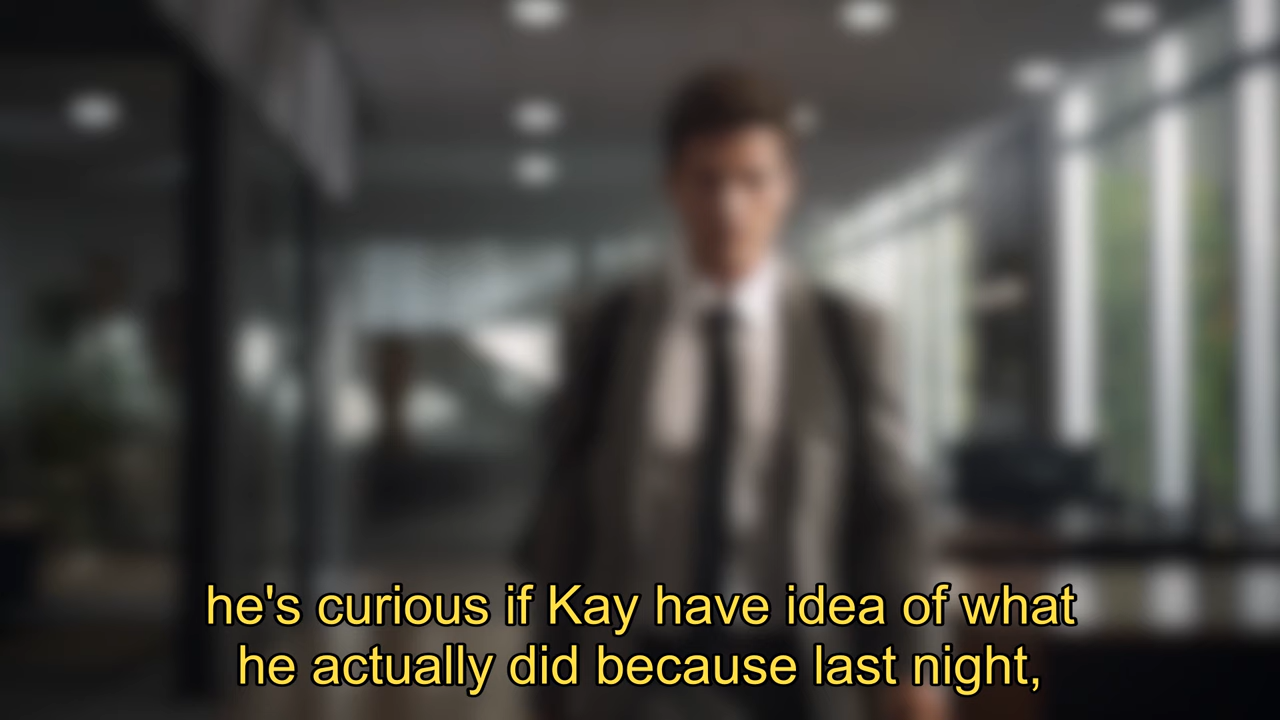 he's curious if Kay have idea of what
he actually did because last night,